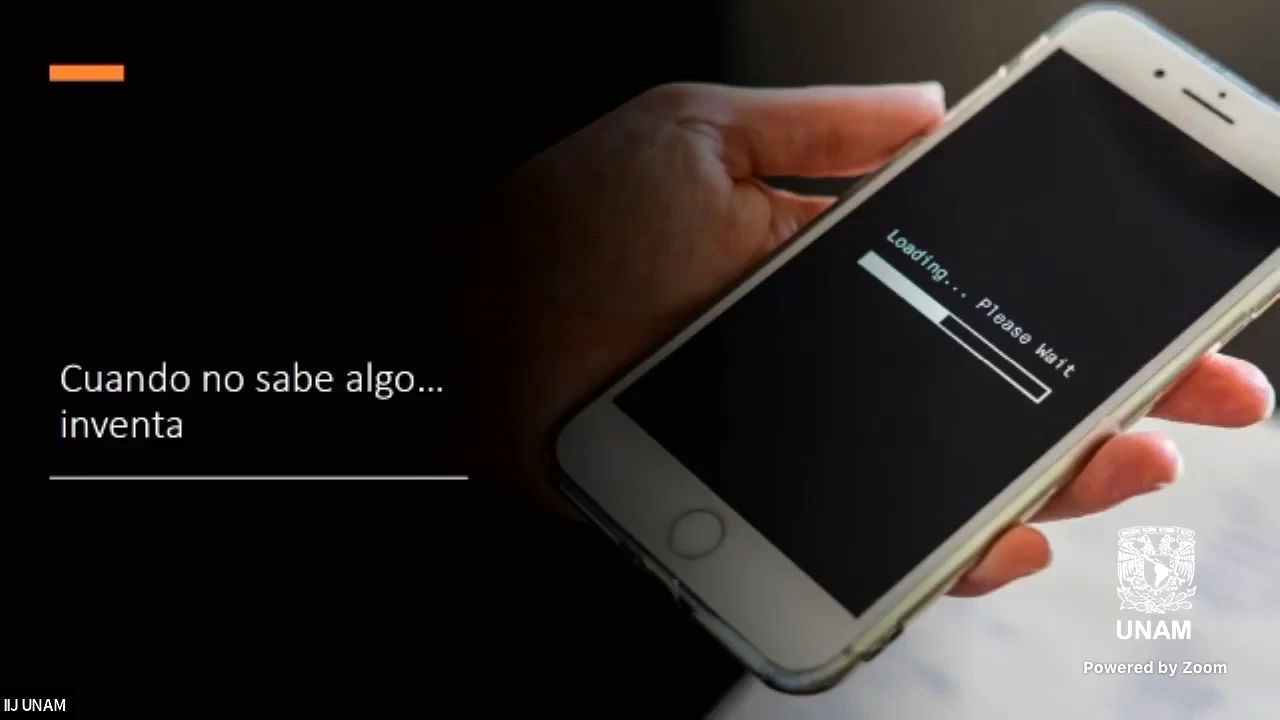 Cuando no sabe algo...
inventa
Loading... Please Wait
UNAM
Powered by Zoom
IIJ UNAM